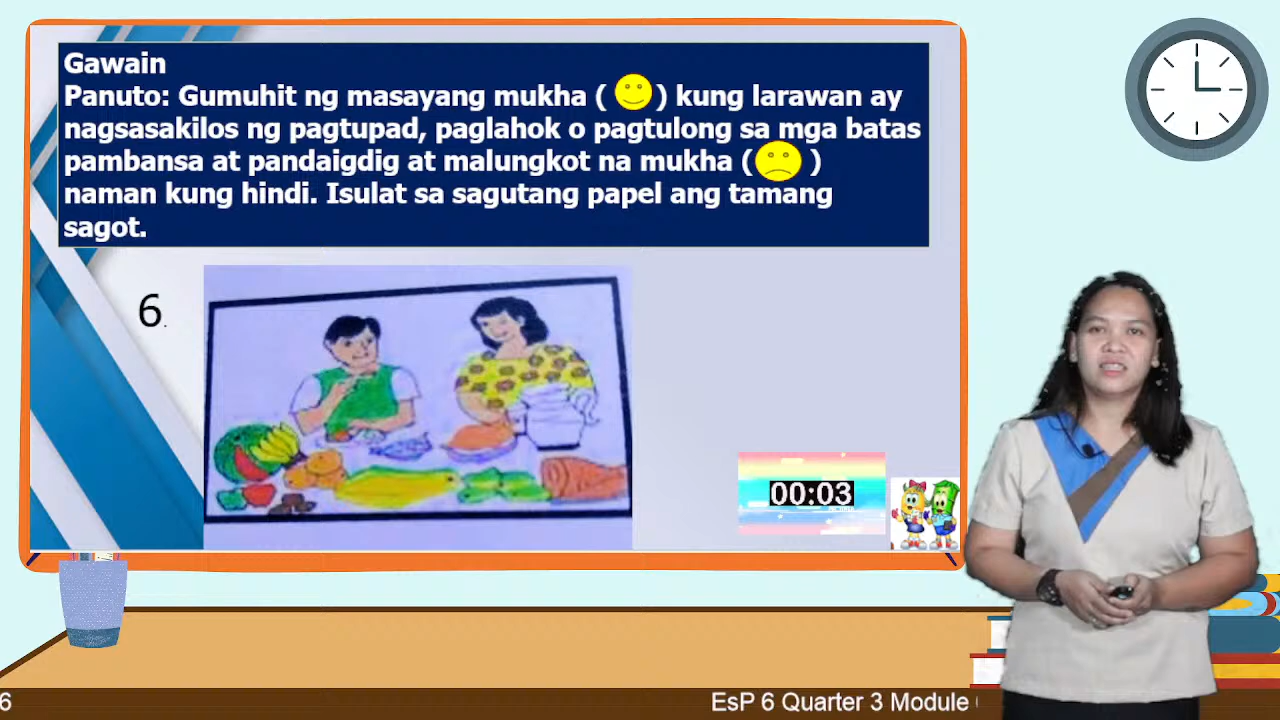 Gawain
Panuto: Gumuhit ng masayang mukha ( ) kung larawan ay
nagsasakilos ng pagtupad, paglahok o pagtulong sa mga batas
pambansa at pandaigdig at malungkot na mukha ( )
naman kung hindi. Isulat sa sagutang papel ang tamang
sagot.
6.
00:03
6
EsP 6 Quarter 3 Module